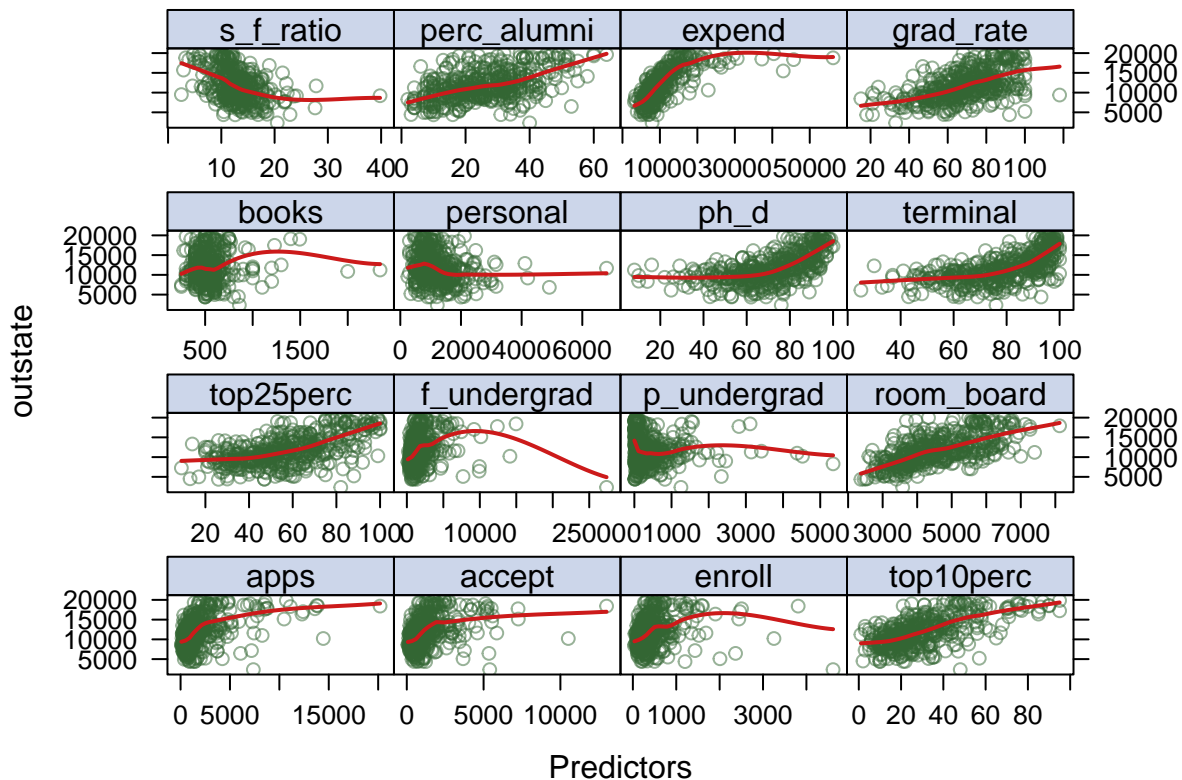 s_f_ratio perc_alumni expend grad_rate
20000
15000
10000
5000
10 20 30 40 0 20 40 60 10000 30000 50000 20 40 60 80 100
books personal ph_d terminal
20000
15000
10000
5000
500 1500 0 2000 4000 6000 20 40 60 80 100 40 60 80 100
top25perc f_undergrad p_undergrad room_board
20000
15000
10000
5000
20 40 60 80 100 0 10000 25000 0 1000 3000 5000 3000 5000 7000
apps accept enroll top10perc
20000
15000
10000
5000
0 5000 15000 0 5000 10000 0 1000 3000 0 20 40 60 80
outstate
Predictors